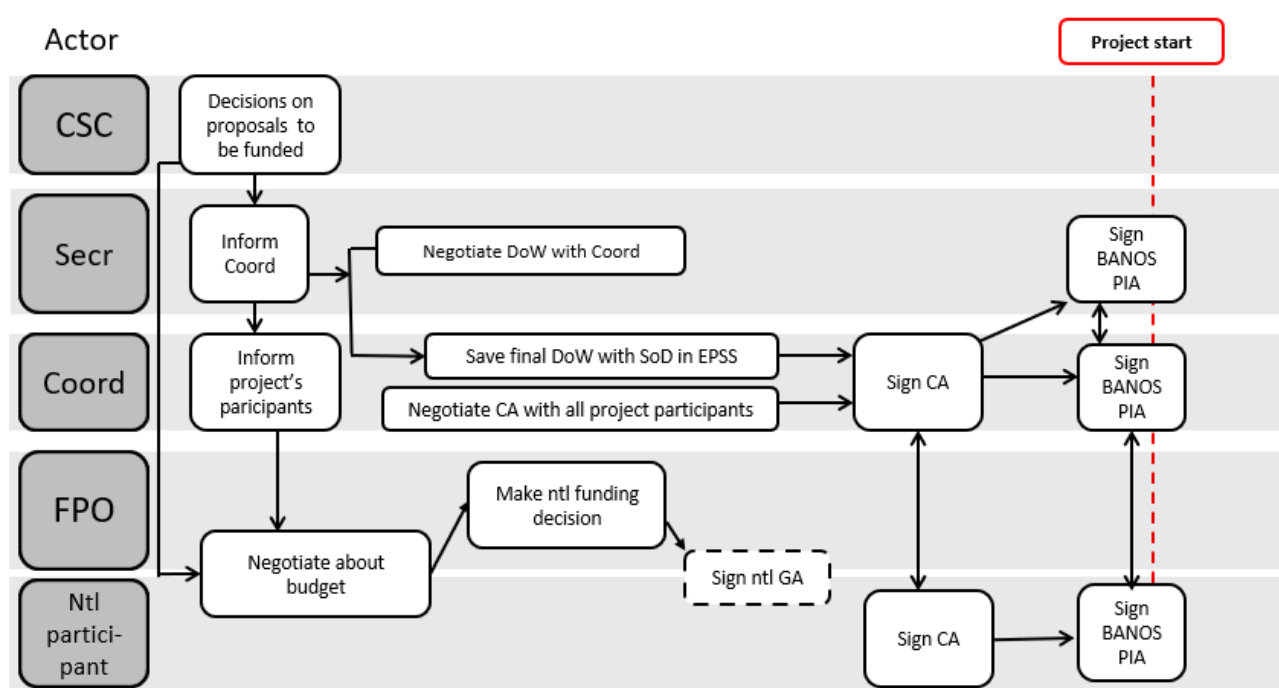 Actor
Project start
CSC
Decisions on
proposals to
be funded
Secr
Inform
Coord
Negotiate DoW with Coord
Sign
BANOS
PIA
Coord
Inform
project's
paricipants
Save final DoW with SoD in EPSS
Negotiate CA with all project participants
Sign CA
Sign
BANOS
PIA
FPO
Make ntl funding
decision
Negotiate about
budget
Sign ntl GA
Ntl
partici-
pant
Sign CA
Sign
BANOS
PIA